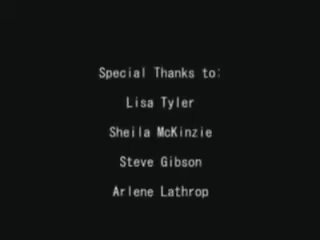 Special Thanks to:
Lisa Tyler
Sheila McKinzie
Steve Gibson
Arlene Lathrop